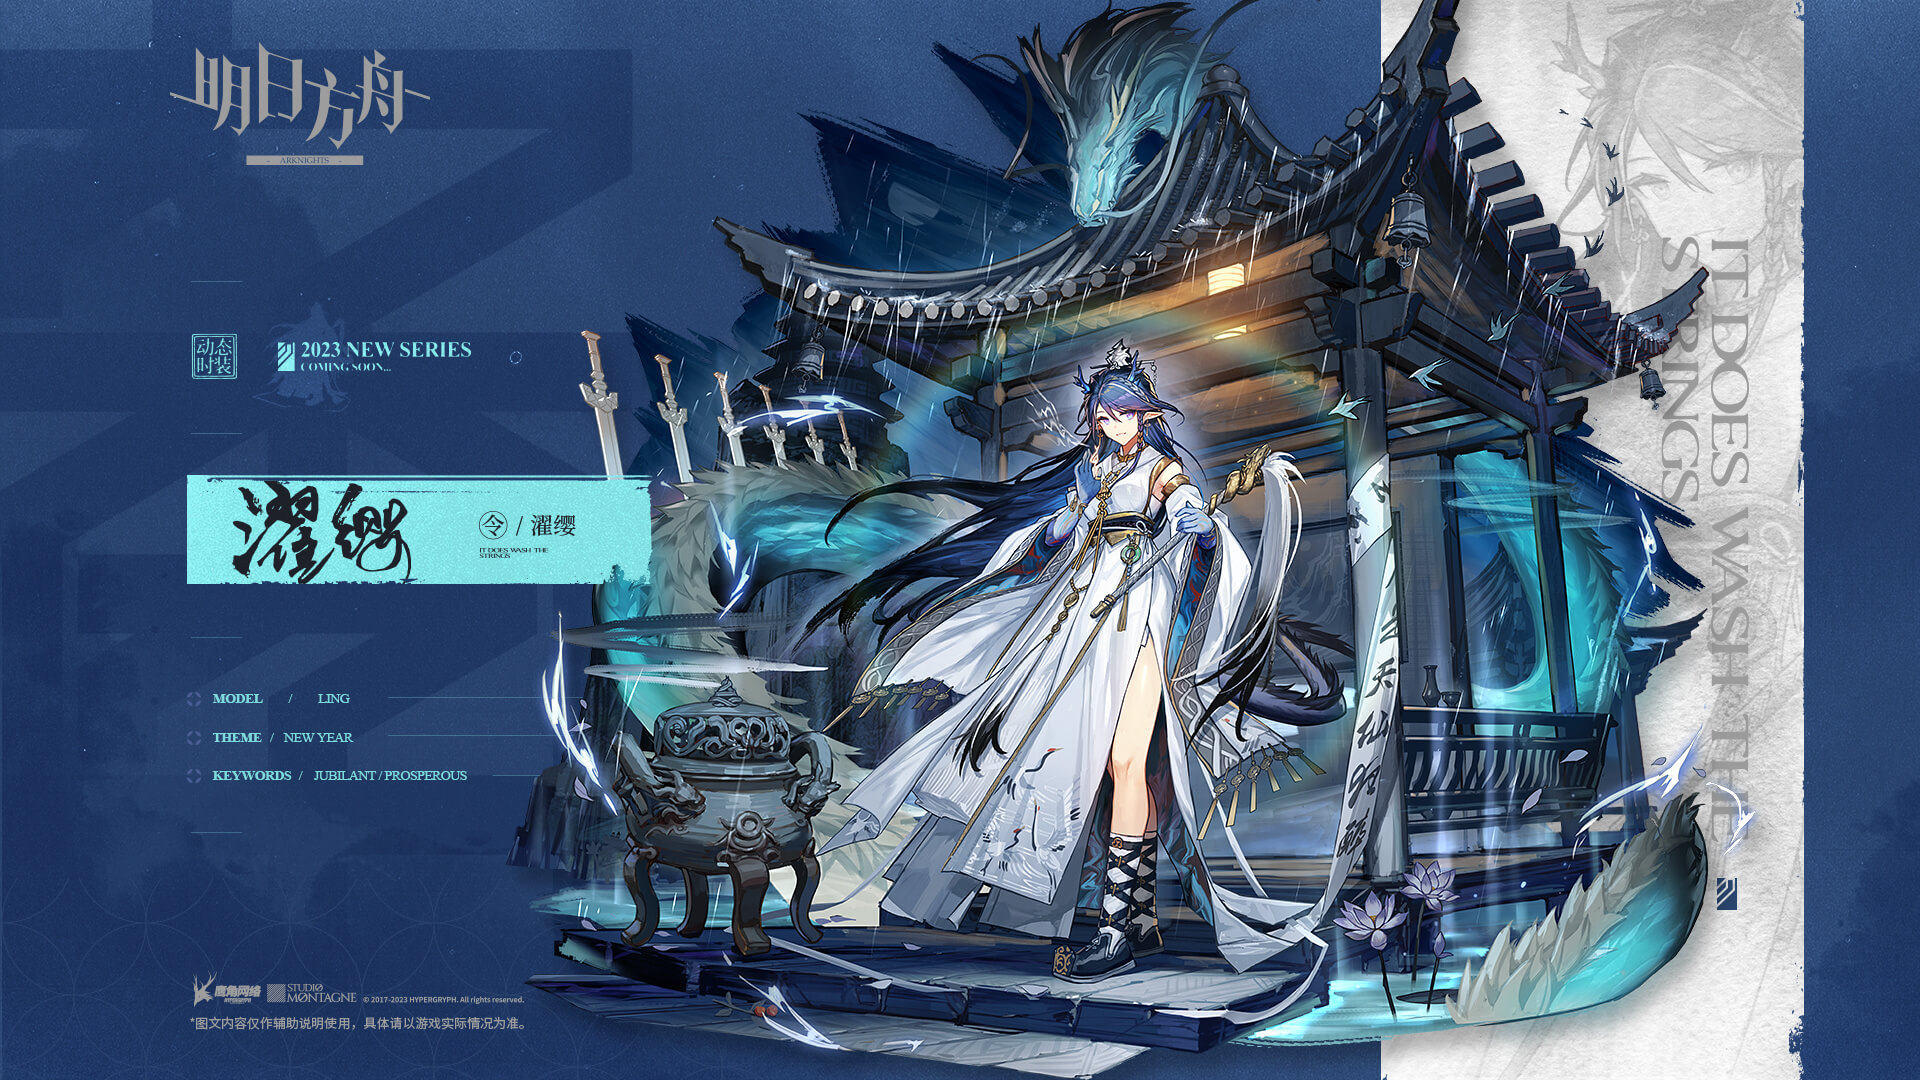 明日方舟
- ARKNIGHTS -
动态
时装
2023 NEW SERIES
COMING SOON...
濯缨
令 / 濯缨
IT DOES WASH THE
STRINGS
MODEL / LING
THEME / NEW YEAR
KEYWORDS / JUBILANT / PROSPEROUS
鹰角网络
HYPERGRYPH
STUDIO
MØNTAGNE
© 2017-2023 HYPERGRYPH. All rights reserved.
*图文内容仅作辅助说明使用，具体请以游戏实际情况为准。
IT DOES WASH THE
STRINGS
天
仙